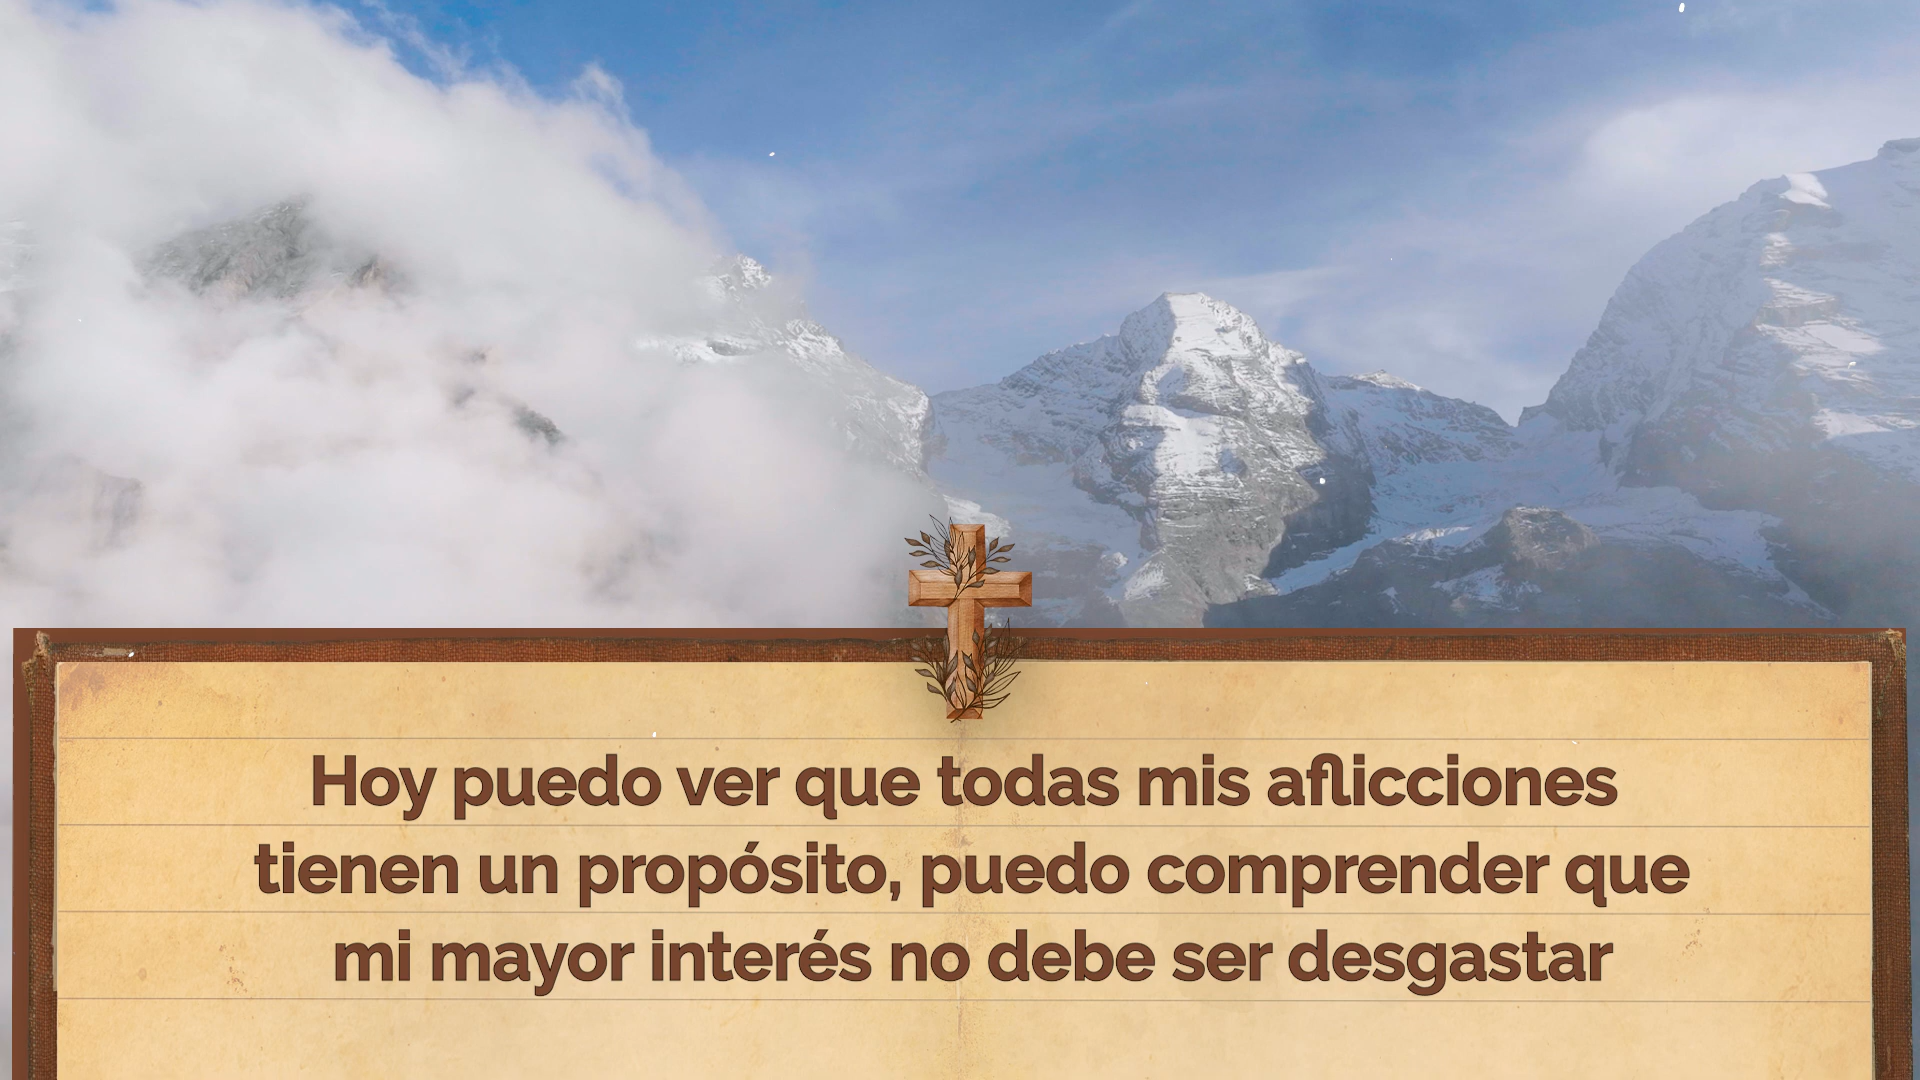 Hoy puedo ver que todas mis aflicciones
tienen un propósito, puedo comprender que
mi mayor interés no debe ser desgastar